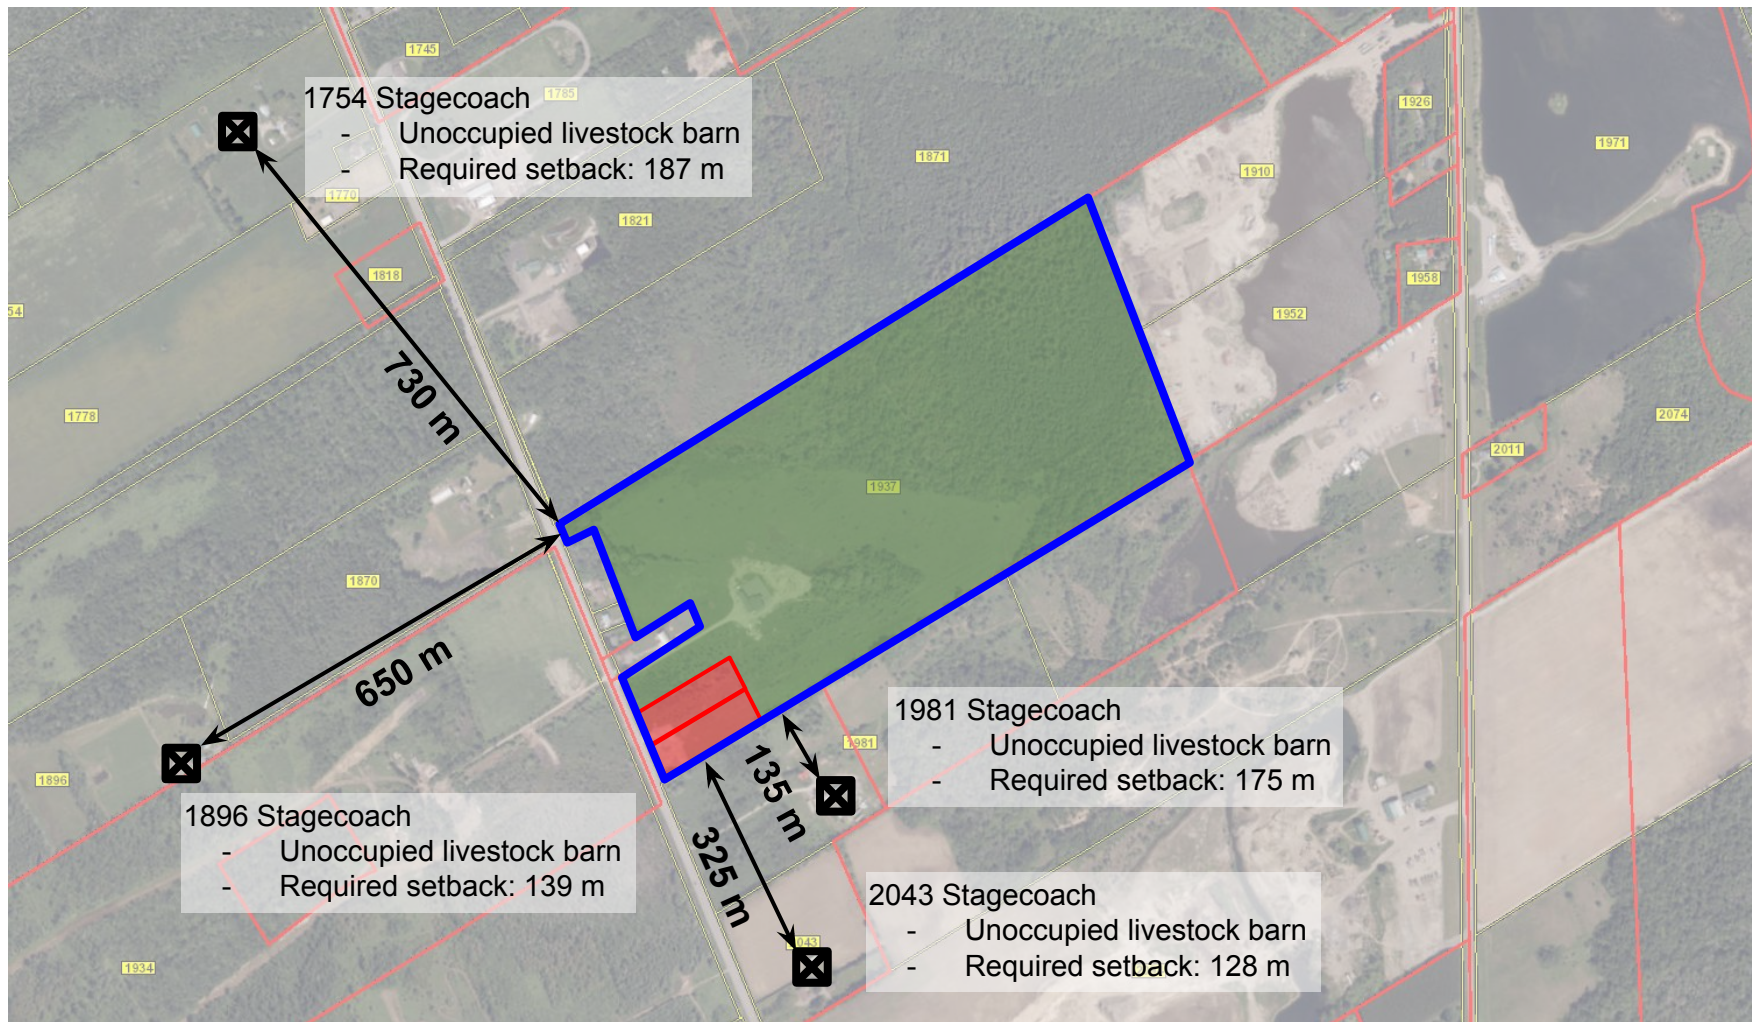 1745
1754 Stagecoach
- Unoccupied livestock barn
- Required setback: 187 m
1785
1926
1971
1871
1910
1770
1821
1818
1958
54
1952
730 m
1778
2074
2011
1937
1870
650 m
1981 Stagecoach
- Unoccupied livestock barn
- Required setback: 175 m
1981
135 m
1896
1896 Stagecoach
- Unoccupied livestock barn
- Required setback: 139 m
325 m
2043 Stagecoach
- Unoccupied livestock barn
- Required setback: 128 m
043
1934